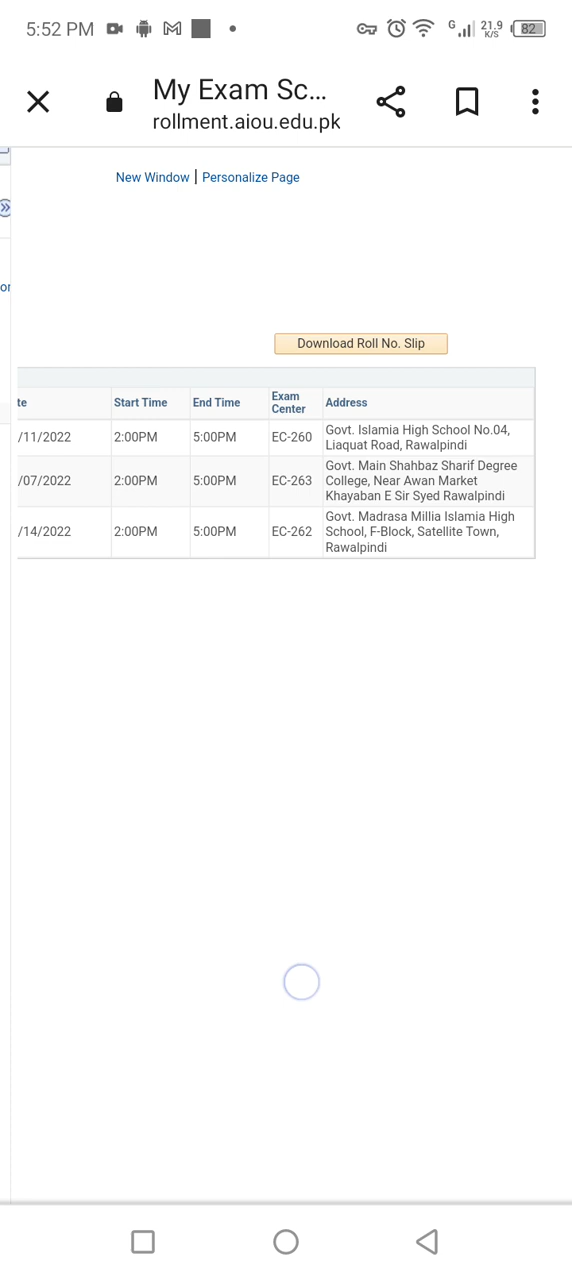 5:52 PM
G 21.9 K/S 82
My Exam Sc...
rollment.aiou.edu.pk
New Window | Personalize Page
or
Download Roll No. Slip
te Start Time End Time Exam Center Address
/11/2022 2:00PM 5:00PM EC-260 Govt. Islamia High School No.04,
Liaquat Road, Rawalpindi
/07/2022 2:00PM 5:00PM EC-263 Govt. Main Shahbaz Sharif Degree
College, Near Awan Market
Khayaban E Sir Syed Rawalpindi
/14/2022 2:00PM 5:00PM EC-262 Govt. Madrasa Millia Islamia High
School, F-Block, Satellite Town,
Rawalpindi